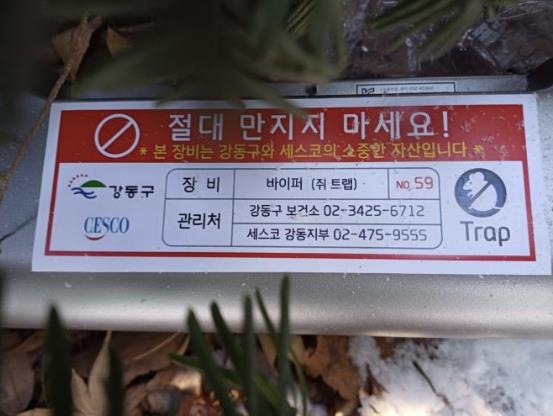 절대 만지지 마세요!
* 본 장비는 강동구와 세스코의 소중한 자산입니다 *
강동구
CESCO
장 비 바이퍼 (쥐 트랩) NO. 59
관리처 강동구 보건소 02-3425-6712
세스코 강동지부 02-475-9555
Trap